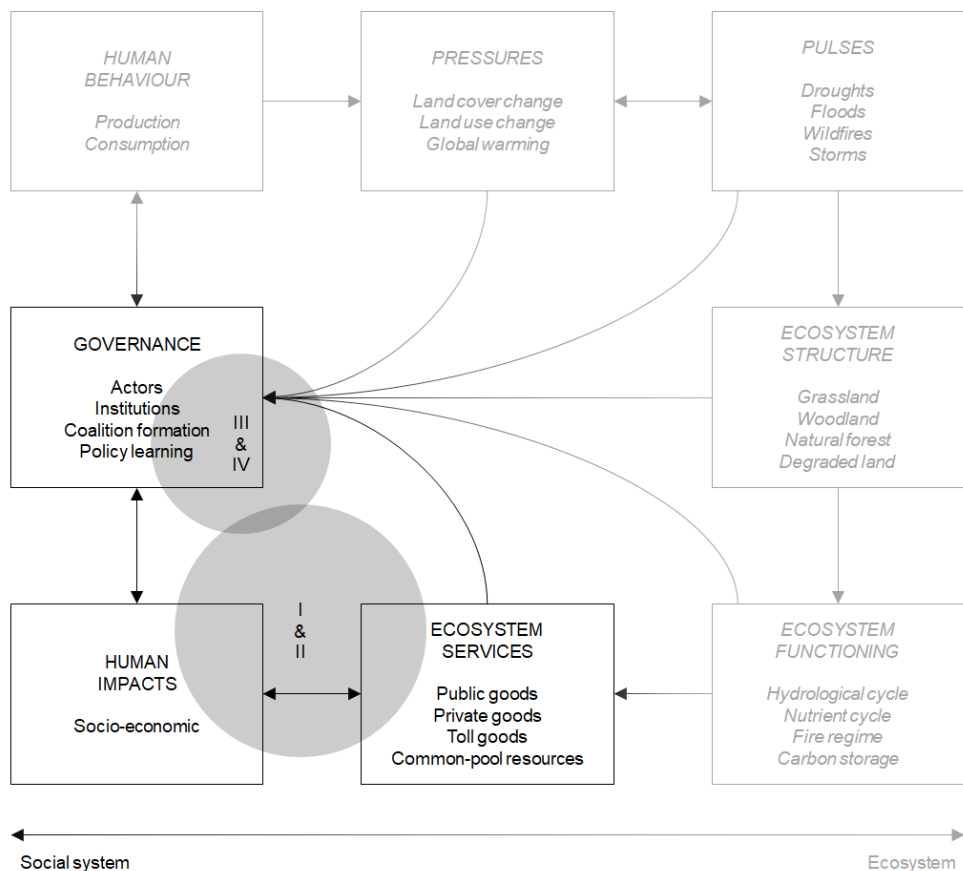 HUMAN
BEHAVIOUR
Production
Consumption
PRESSURES
Land cover change
Land use change
Global warming
PULSES
Droughts
Floods
Wildfires
Storms
GOVERNANCE
Actors
Institutions
Coalition formation
Policy learning
III
&
IV
ECOSYSTEM
STRUCTURE
Grassland
Woodland
Natural forest
Degraded land
HUMAN
IMPACTS
Socio-economic
I
&
II
ECOSYSTEM
SERVICES
Public goods
Private goods
Toll goods
Common-pool resources
ECOSYSTEM
FUNCTIONING
Hydrological cycle
Nutrient cycle
Fire regime
Carbon storage
Social system
Ecosystem